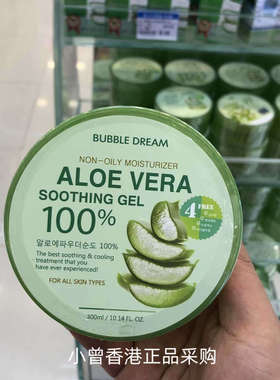 BUBBLE DREAM
NON-OILY MOISTURIZER
ALOE VERA
SOOTHING GEL
100%
4 FREE
알로에파우더순도 100%
The best soothing & cooling
treatment that you
have ever experienced!
FOR ALL SKIN TYPES
300ml / 10.14 FL. OZ.
小曾香港正品采购